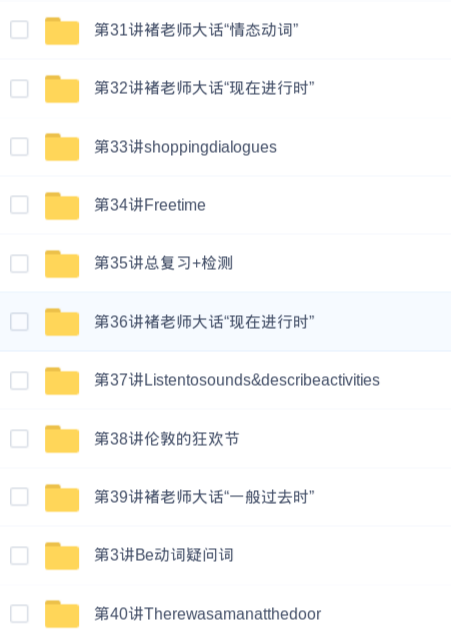 第31讲褚老师大话“情态动词”
第32讲褚老师大话“现在进行时”
第33讲shoppingdialogues
第34讲Freetime
第35讲总复习+检测
第36讲褚老师大话“现在进行时”
第37讲Listentosounds&describeactivities
第38讲伦敦的狂欢节
第39讲褚老师大话“一般过去时”
第3讲Be动词疑问词
第40讲Therewasamanatthedoor